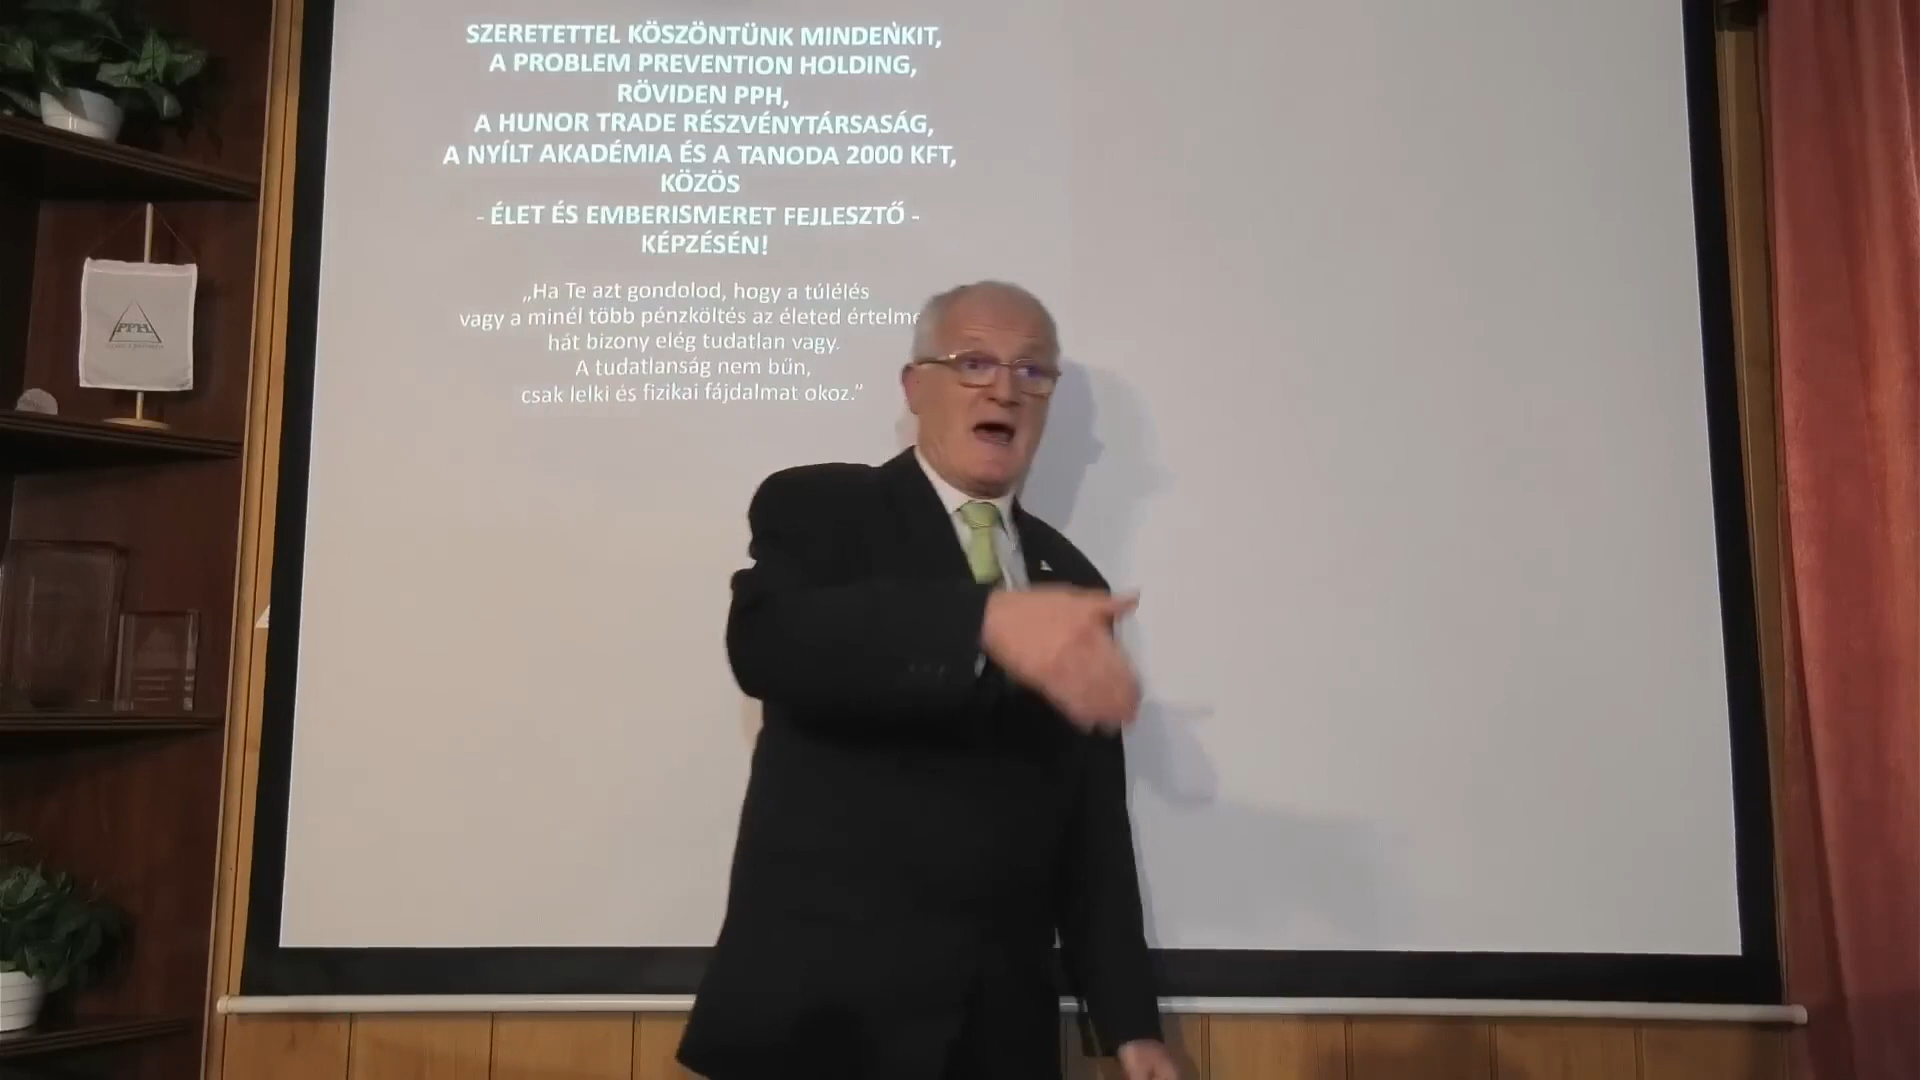 SZERETETTEL KÖSZÖNTÜNK MINDENKIT,
A PROBLEM PREVENTION HOLDING,
RÖVIDEN PPH,
A HUNOR TRADE RÉSZVÉNYTÁRSASÁG,
A NYÍLT AKADÉMIA ÉS A TANODA 2000 KFT,
KÖZÖS
- ÉLET ÉS EMBERISMERET FEJLESZTŐ -
KÉPZÉSÉN!
„Ha Te azt gondolod, hogy a túlélés
vagy a minél több pénzköltés az életed értelme
hát bizony elég tudatlan vagy.
A tudatlanság nem bűn,
csak lelki és fizikai fájdalmat okoz.”
PPH